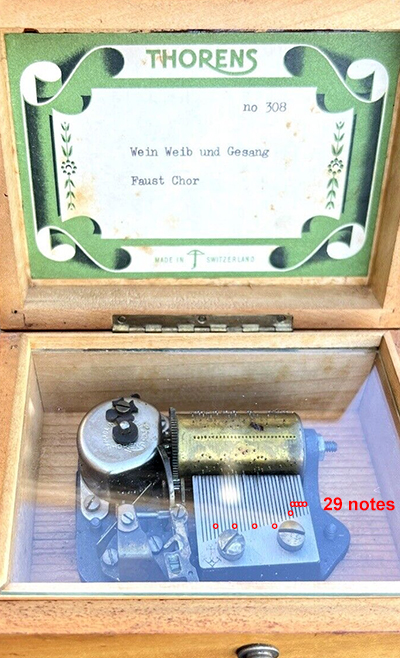 THORENS
no 308
Wein Weib und Gesang
Faust Chor
MADE IN SWITZERLAND
29 notes